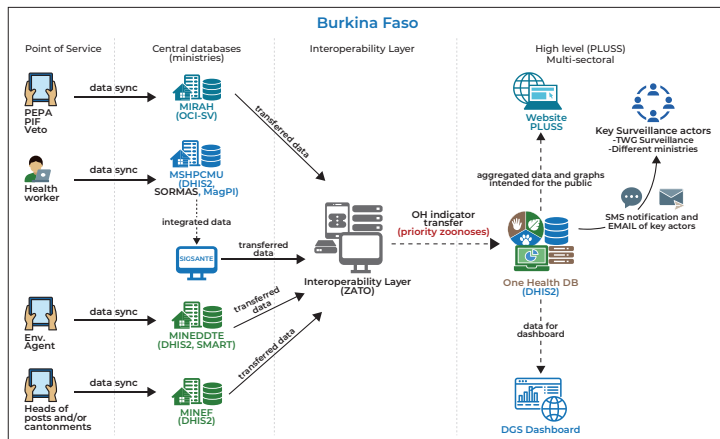 Burkina Faso
Point of Service
Central databases
(ministries)
Interoperability Layer
High level (PLUSS)
Multi-sectoral
PEPA
PIF
Veto
data sync
MIRAH
(OCI-SV)
transferred data
Health
worker
data sync
MSHPCMU
(DHIS2,
SORMAS, MagPI)
integrated data
SIGSANTE
transferred
data
Env.
Agent
data sync
MINEDDTE
(DHIS2, SMART)
transferred
data
Heads of
posts and/or
cantonments
data sync
MINEF
(DHIS2)
transferred data
Interoperability Layer
(ZATO)
OH indicator
transfer
(priority zoonoses)
Website
PLUSS
Key Surveillance actors
-TWG Surveillance
-Different ministries
aggregated data and graphs
intended for the public
SMS notification and
EMAIL of key actors
One Health DB
(DHIS2)
data for
dashboard
DGS Dashboard